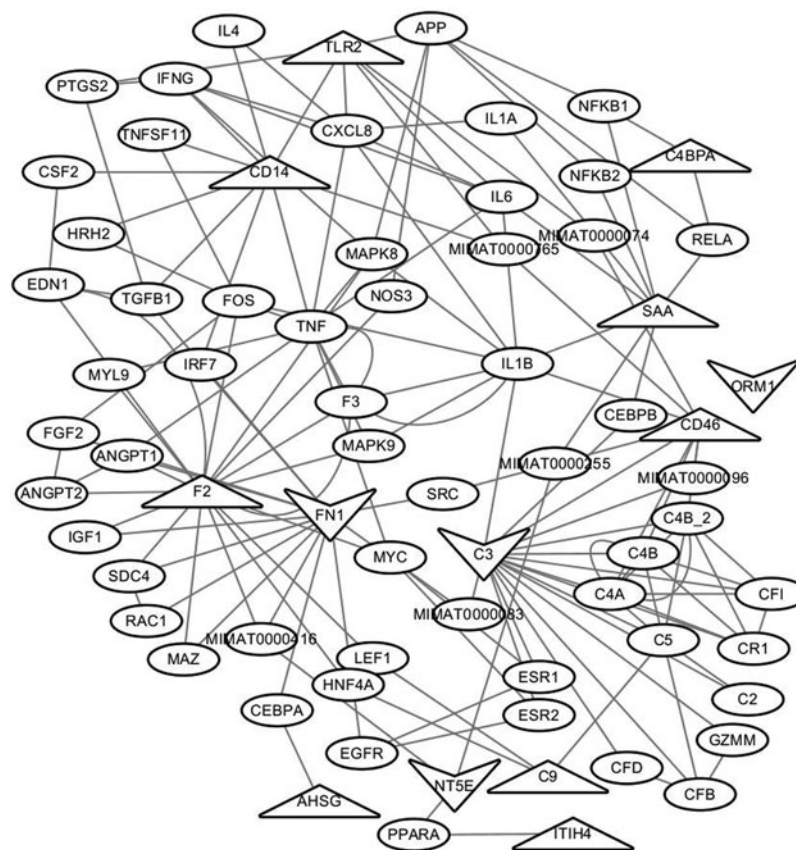 IL4
APP
TLR2
IFNG
PTGS2
NFKB1
IL1A
TNFSF11
CXCL8
C4BPA
CSF2
CD14
NFKB2
IL6
HRH2
MIMAT0000074
RELA
MAPK8
MIMAT0000765
EDN1
TGFB1
FOS
NOS3
SAA
TNF
MYL9
IRF7
IL1B
ORM1
F3
CEBPB
CD46
FGF2
ANGPT1
MAPK9
MIMAT0000255
MIMAT0000096
ANGPT2
F2
SRC
FN1
C4B_2
IGF1
MYC
C3
C4B
SDC4
C4A
CFI
RAC1
MIMAT0000083
MIMAT0000416
C5
CR1
MAZ
LEF1
HNF4A
ESR1
C2
CEBPA
ESR2
GZMM
EGFR
CFD
NT5E
C9
CFB
AHSG
PPARA
ITIH4